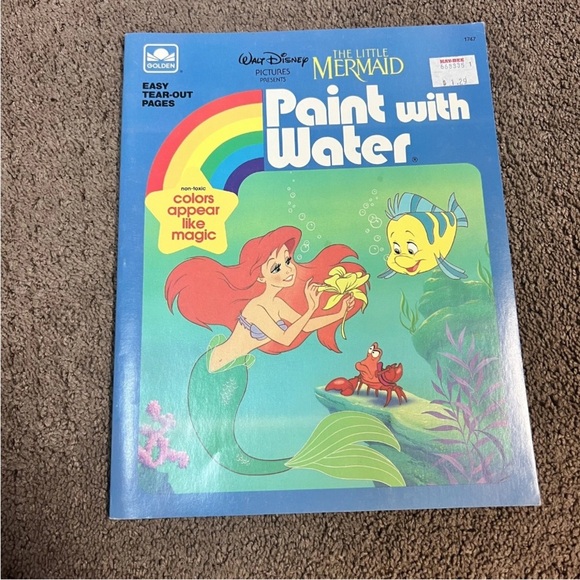 1747
GOLDEN
WALT DISNEY
PICTURES
PRESENTS
THE LITTLE
MERMAID
$ 1.29
EASY
TEAR-OUT
PAGES
Paint with
Water®
non-toxic
colors
appear
like
magic